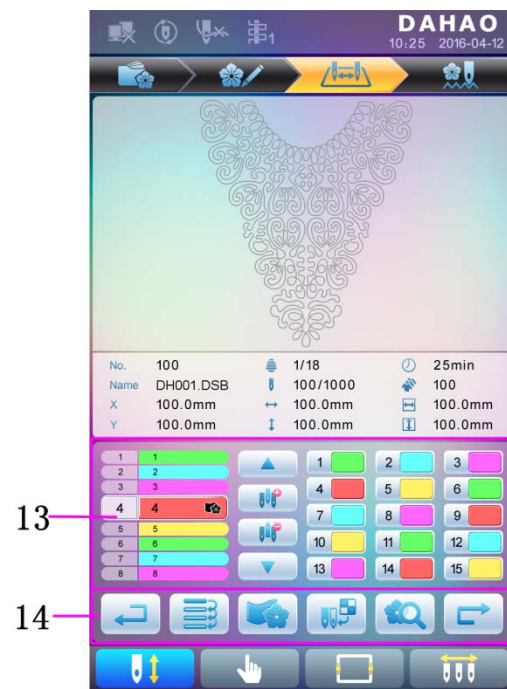 DAHAO
1 10:25 2016-04-12
No. 100 1/18 25min
Name DH001.DSB 100/1000 100
X 100.0mm 100.0mm 100.0mm
Y 100.0mm 100.0mm 100.0mm
1 1
2 2
3 3
4 4
5 5
6 6
7 7
8 8
1 2 3
4 5 6
7 8 9
10 11 12
13 14 15
13
14